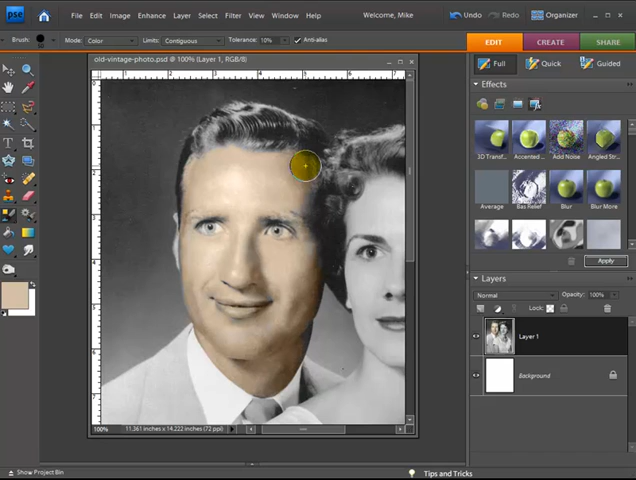 pse
File Edit Image Enhance Layer Select Filter View Window Help
Welcome, Mike
Undo Redo Organizer
Brush: Mode: Color Limits: Contiguous Tolerance: 10% Anti-alias
EDIT CREATE SHARE
old-vintage-photo.psd @ 100% (Layer 1, RGB/8)
Full Quick Guided
Effects
3D Transf... Accented ... Add Noise Angled Str...
Average Bas Relief Blur Blur More
Apply
Layers
Normal Opacity: 100%
Lock:
Layer 1
Background
100% 11.361 inches x 14.222 inches (72 ppi)
Show Project Bin
Tips and Tricks